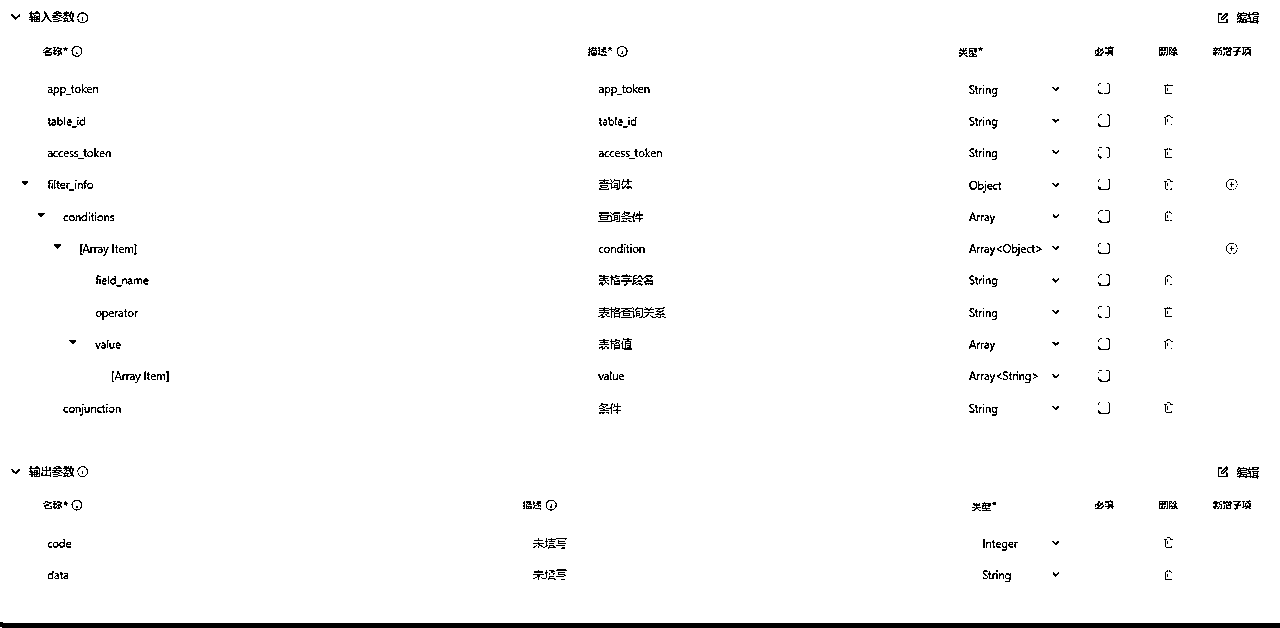 输入参数 编辑
名称* 描述* 类型* 必填 删除 新增子项
app_token app_token String
table_id table_id String
access_token access_token String
filter_info 查询体 Object
conditions 查询条件 Array
[Array Item] condition Array<Object>
field_name 表格字段名 String
operator 表格查询关系 String
value 表格值 Array
[Array Item] value Array<String>
conjunction 条件 String
输出参数 编辑
名称* 描述 类型* 必填 删除 新增子项
code 未填写 Integer
data 未填写 String